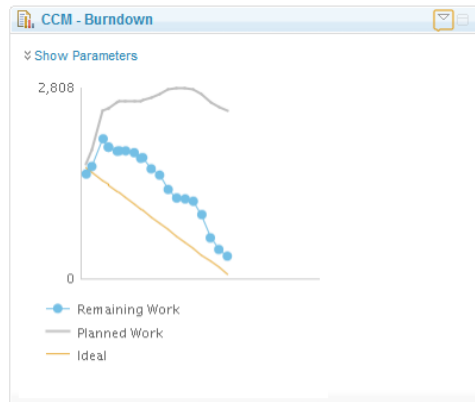 CCM - Burndown
Show Parameters
2,808
0
Remaining Work
Planned Work
Ideal